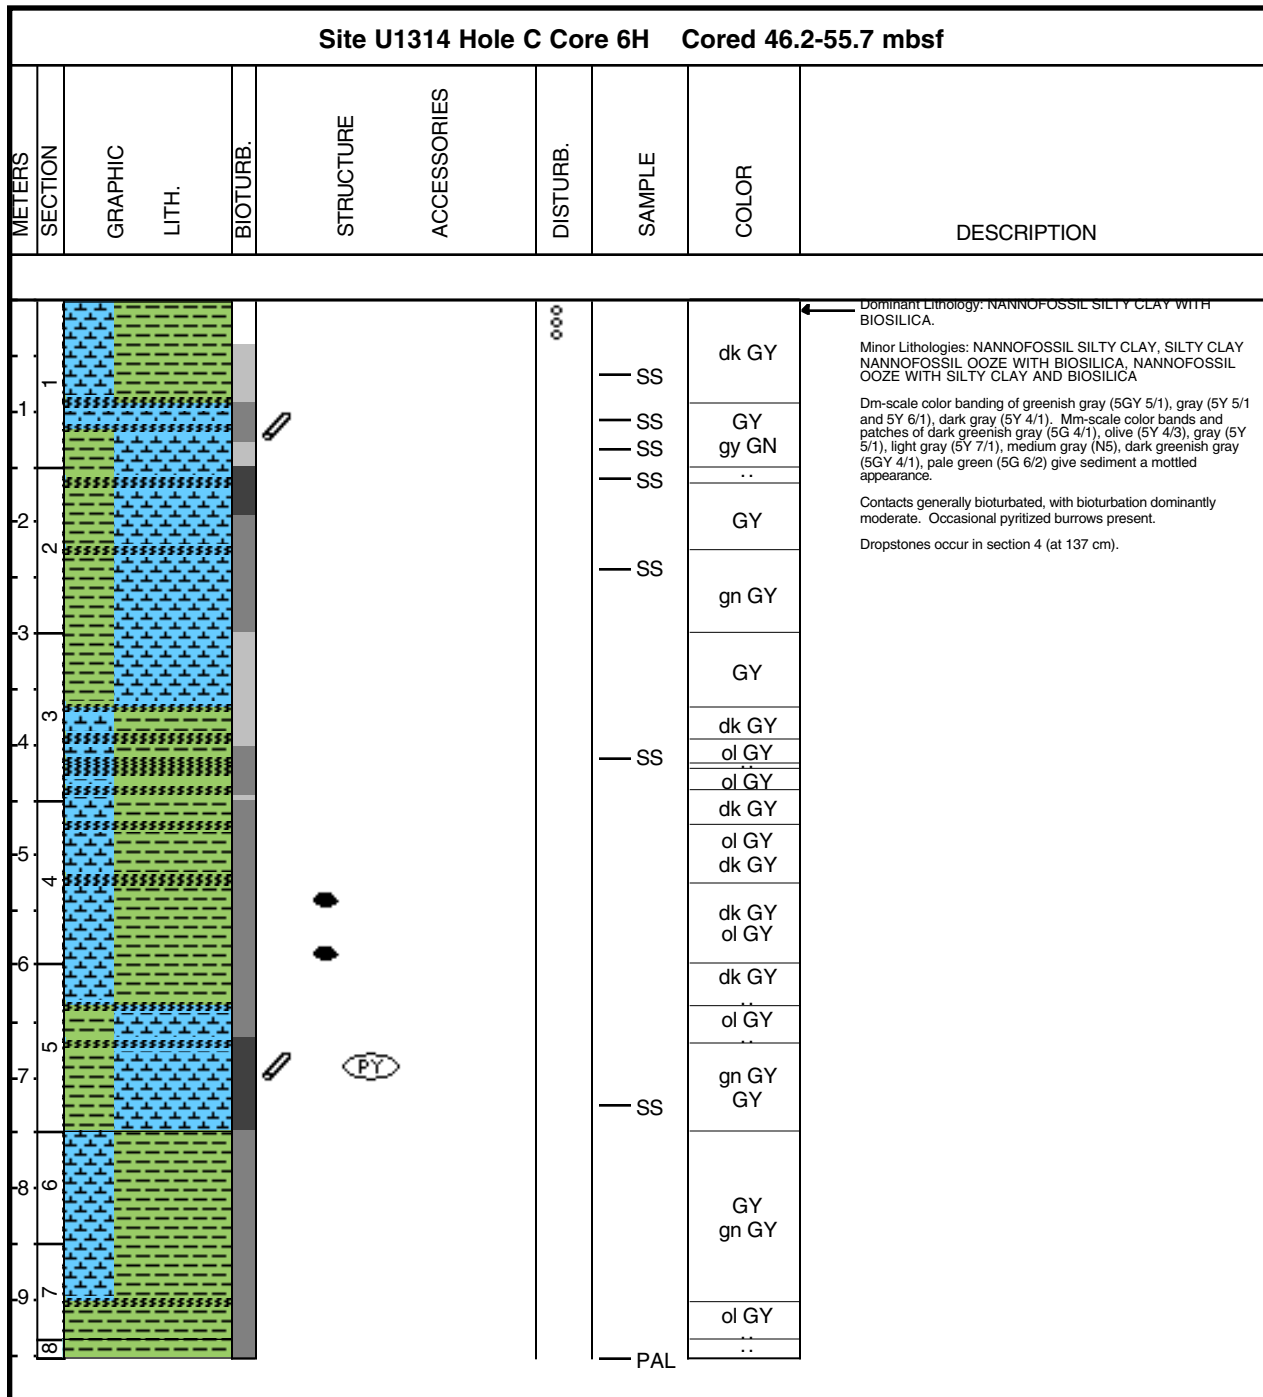 Site U1314 Hole C Core 6H Cored 46.2-55.7 mbsf
METERS
SECTION
GRAPHIC
LITH.
BIOTURB.
STRUCTURE
ACCESSORIES
DISTURB.
SAMPLE
COLOR
DESCRIPTION
Dominant Lithology: NANNOFOSSIL SILTY CLAY WITH
BIOSILICA.
Minor Lithologies: NANNOFOSSIL SILTY CLAY, SILTY CLAY
NANNOFOSSIL OOZE WITH BIOSILICA, NANNOFOSSIL
OOZE WITH SILTY CLAY AND BIOSILICA
Dm-scale color banding of greenish gray (5GY 5/1), gray (5Y 5/1
and 5Y 6/1), dark gray (5Y 4/1). Mm-scale color bands and
patches of dark greenish gray (5G 4/1), olive (5Y 4/3), gray (5Y
5/1), light gray (5Y 7/1), medium gray (N5), dark greenish gray
(5GY 4/1), pale green (5G 6/2) give sediment a mottled
appearance.
Contacts generally bioturbated, with bioturbation dominantly
moderate. Occasional pyritized burrows present.
Dropstones occur in section 4 (at 137 cm).
1
2
3
4
5
6
7
8
9
1
2
3
4
5
6
7
8
PY
SS
SS
SS
SS
SS
SS
SS
PAL
dk GY
GY
gy GN
..
GY
gn GY
GY
dk GY
ol GY
..
ol GY
dk GY
ol GY
dk GY
dk GY
ol GY
dk GY
..
ol GY
..
gn GY
GY
GY
gn GY
ol GY
..
..